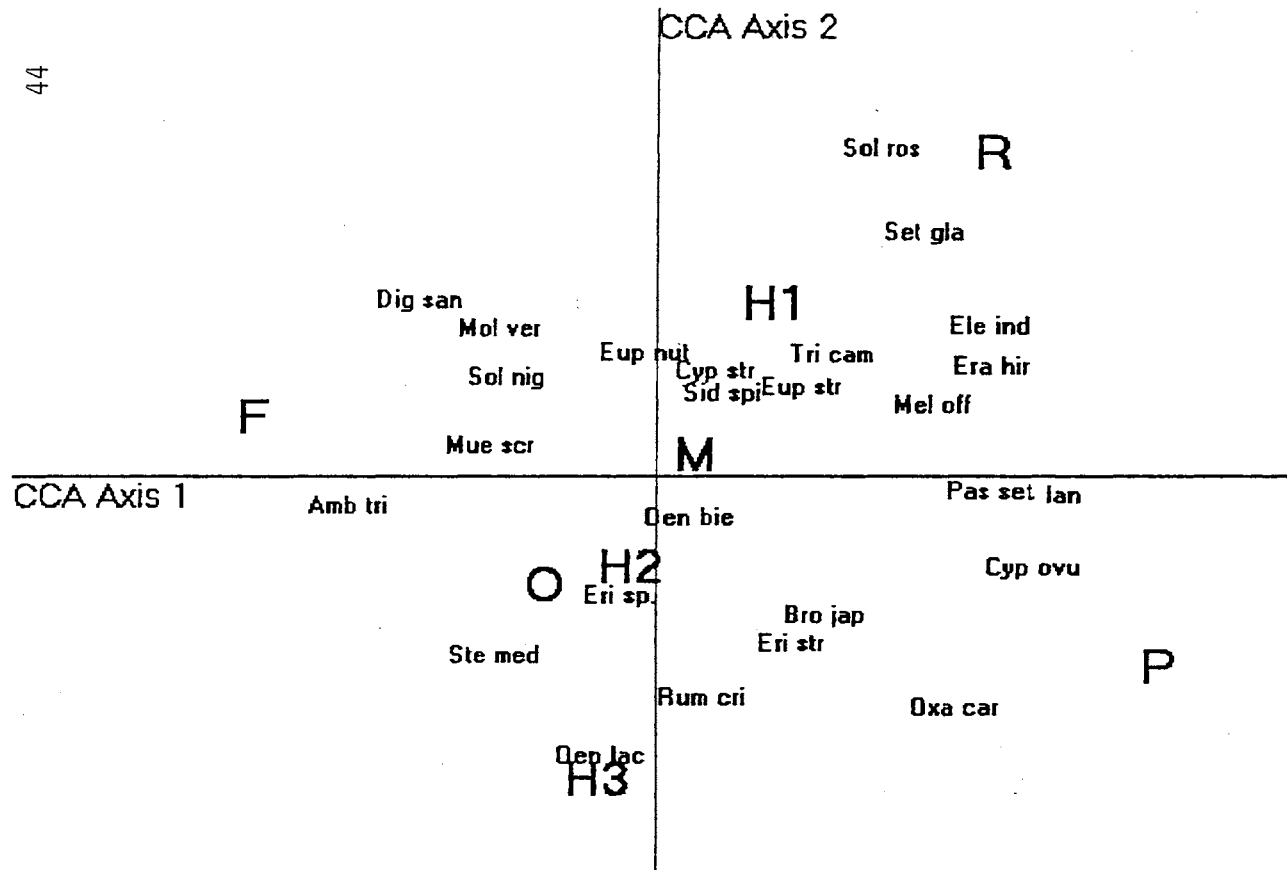 CCA Axis 2
44
Sol ros
R
Set gla
Dig san
H1
Mol ver
Ele ind
Eup nut
Tri cam
Era hir
Cyp str
Sol nig
Sid spi
Eup str
Mel off
F
Mue scr
M
CCA Axis 1
Amb tri
Pas set lan
Oen bie
H2
Cyp ovu
O
Eri sp.
Bro jap
Eri str
Ste med
P
Rum cri
Oxa car
Oen lac
H3